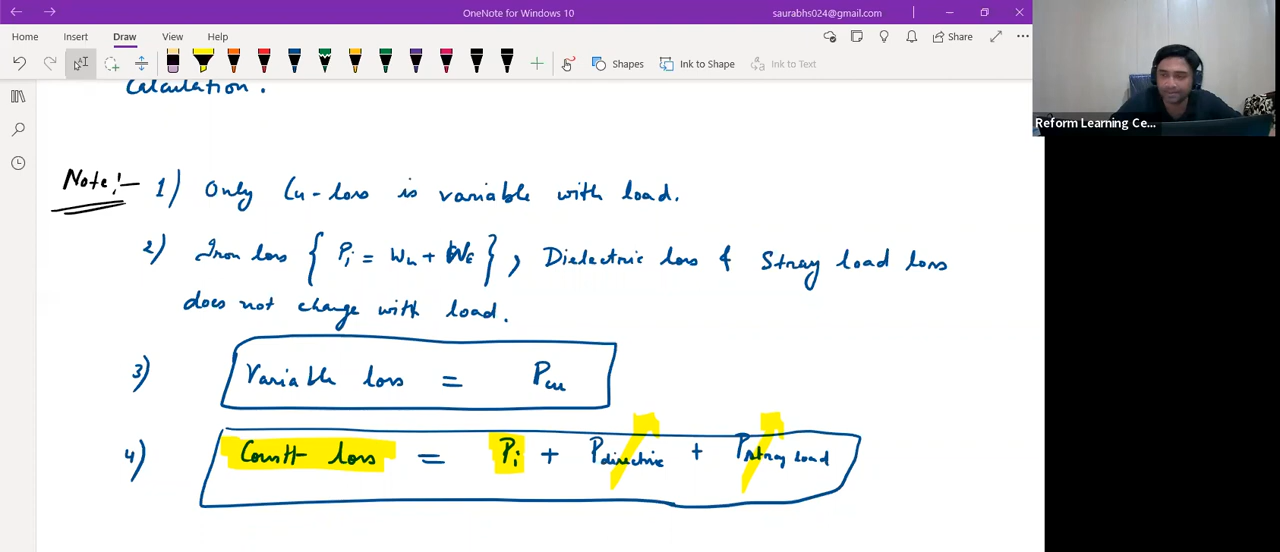 OneNote for Windows 10
saurabhs024@gmail.com
Home Insert Draw View Help
Share
Shapes Ink to Shape Ink to Text
Reform Learning Ce...
Calculation.
Note:- 1) Only Cu-loss is variable with load.
2) Iron loss { Pi = Wh + We }, Dielectric loss & Stray load loss
does not change with load.
3) Variable loss = Pcu
4) Constt loss = Pi + Pdirectric + Pstray load